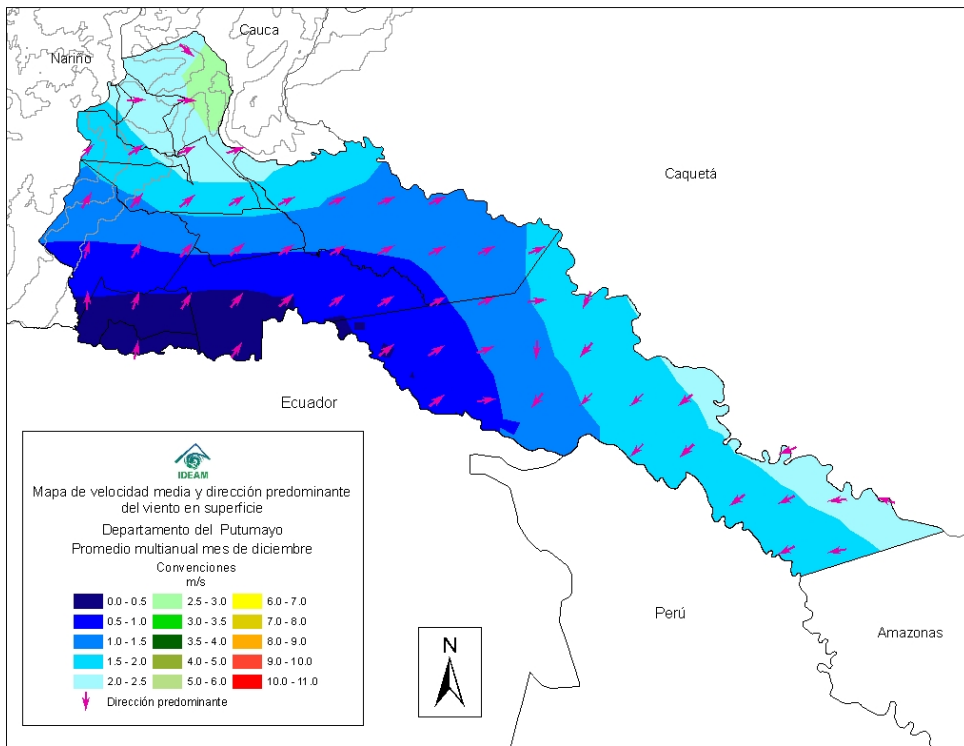 Cauca
Nariño
Caquetá
Ecuador
IDEAM
Mapa de velocidad media y dirección predominante
del viento en superficie
Departamento del Putumayo
Promedio multianual mes de diciembre
Convenciones
m/s
0.0 - 0.5 2.5 - 3.0 6.0 - 7.0
0.5 - 1.0 3.0 - 3.5 7.0 - 8.0
1.0 - 1.5 3.5 - 4.0 8.0 - 9.0
1.5 - 2.0 4.0 - 5.0 9.0 - 10.0
2.0 - 2.5 5.0 - 6.0 10.0 - 11.0
Dirección predominante
N
Perú
Amazonas